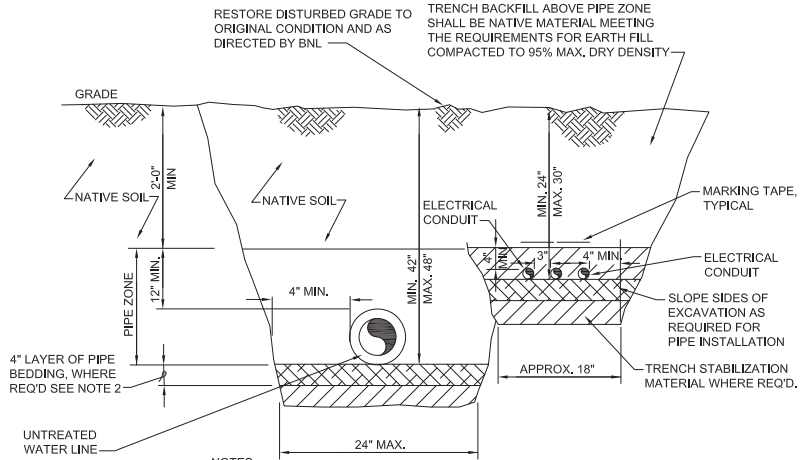 RESTORE DISTURBED GRADE TO
ORIGINAL CONDITION AND AS
DIRECTED BY BNL
TRENCH BACKFILL ABOVE PIPE ZONE
SHALL BE NATIVE MATERIAL MEETING
THE REQUIREMENTS FOR EARTH FILL
COMPACTED TO 95% MAX. DRY DENSITY
GRADE
2'-0"
MIN
NATIVE SOIL
NATIVE SOIL
ELECTRICAL
CONDUIT
MIN. 24"
MAX. 30"
MARKING TAPE,
TYPICAL
4"
MIN
3"
4" MIN.
ELECTRICAL
CONDUIT
PIPE ZONE
12" MIN.
4" MIN.
MIN. 42"
MAX. 48"
SLOPE SIDES OF
EXCAVATION AS
REQUIRED FOR
PIPE INSTALLATION
4" LAYER OF PIPE
BEDDING, WHERE
REQ'D SEE NOTE 2
APPROX. 18"
TRENCH STABILIZATION
MATERIAL WHERE REQ'D.
UNTREATED
WATER LINE
24" MAX.